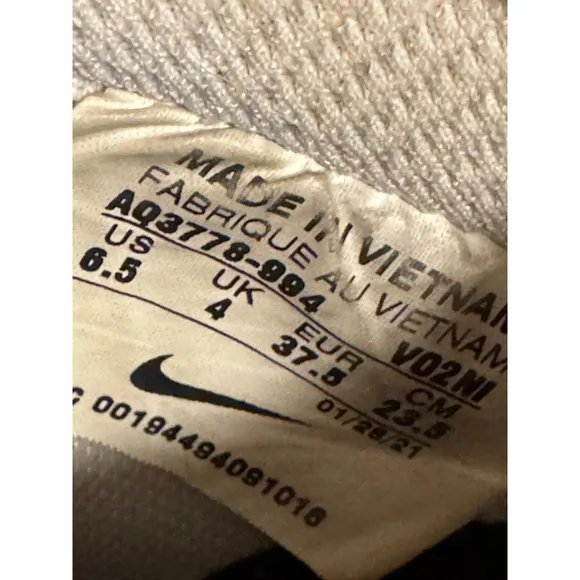 MADE IN VIETNAM
FABRIQUE AU VIETNAM
AQ3778-994 V02NI
US UK EUR CM
6.5 4 37.5 23.5
01/28/21
C 00194494091016